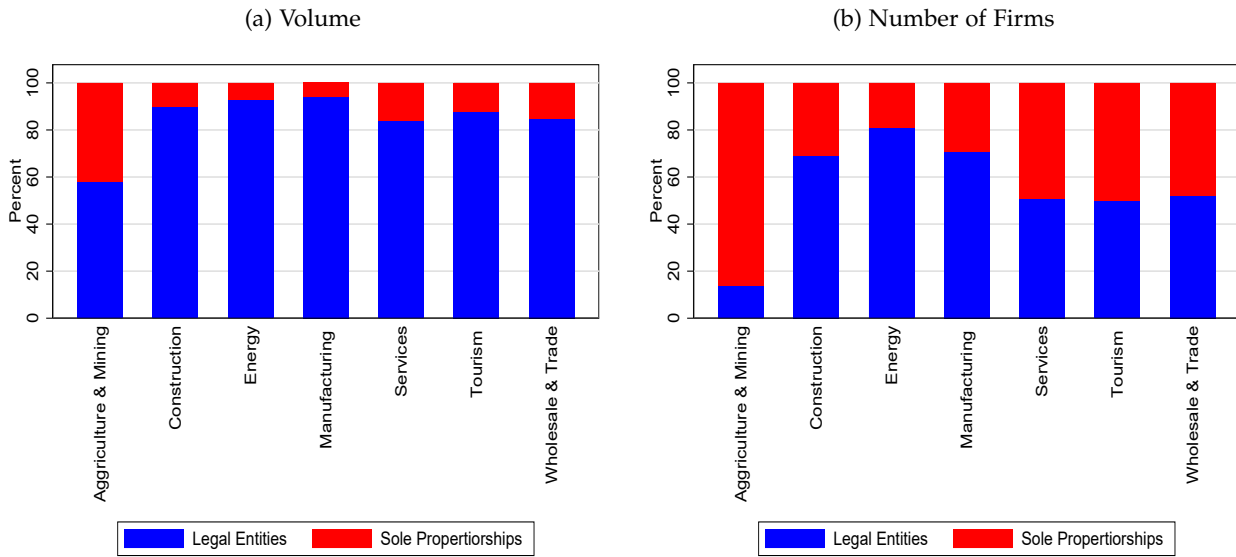 (a) Volume
Percent
100
80
60
40
20
0
Aggriculture & Mining
Construction
Energy
Manufacturing
Services
Tourism
Wholesale & Trade
Legal Entities Sole Propertiorships
(b) Number of Firms
Percent
100
80
60
40
20
0
Aggriculture & Mining
Construction
Energy
Manufacturing
Services
Tourism
Wholesale & Trade
Legal Entities Sole Propertiorships